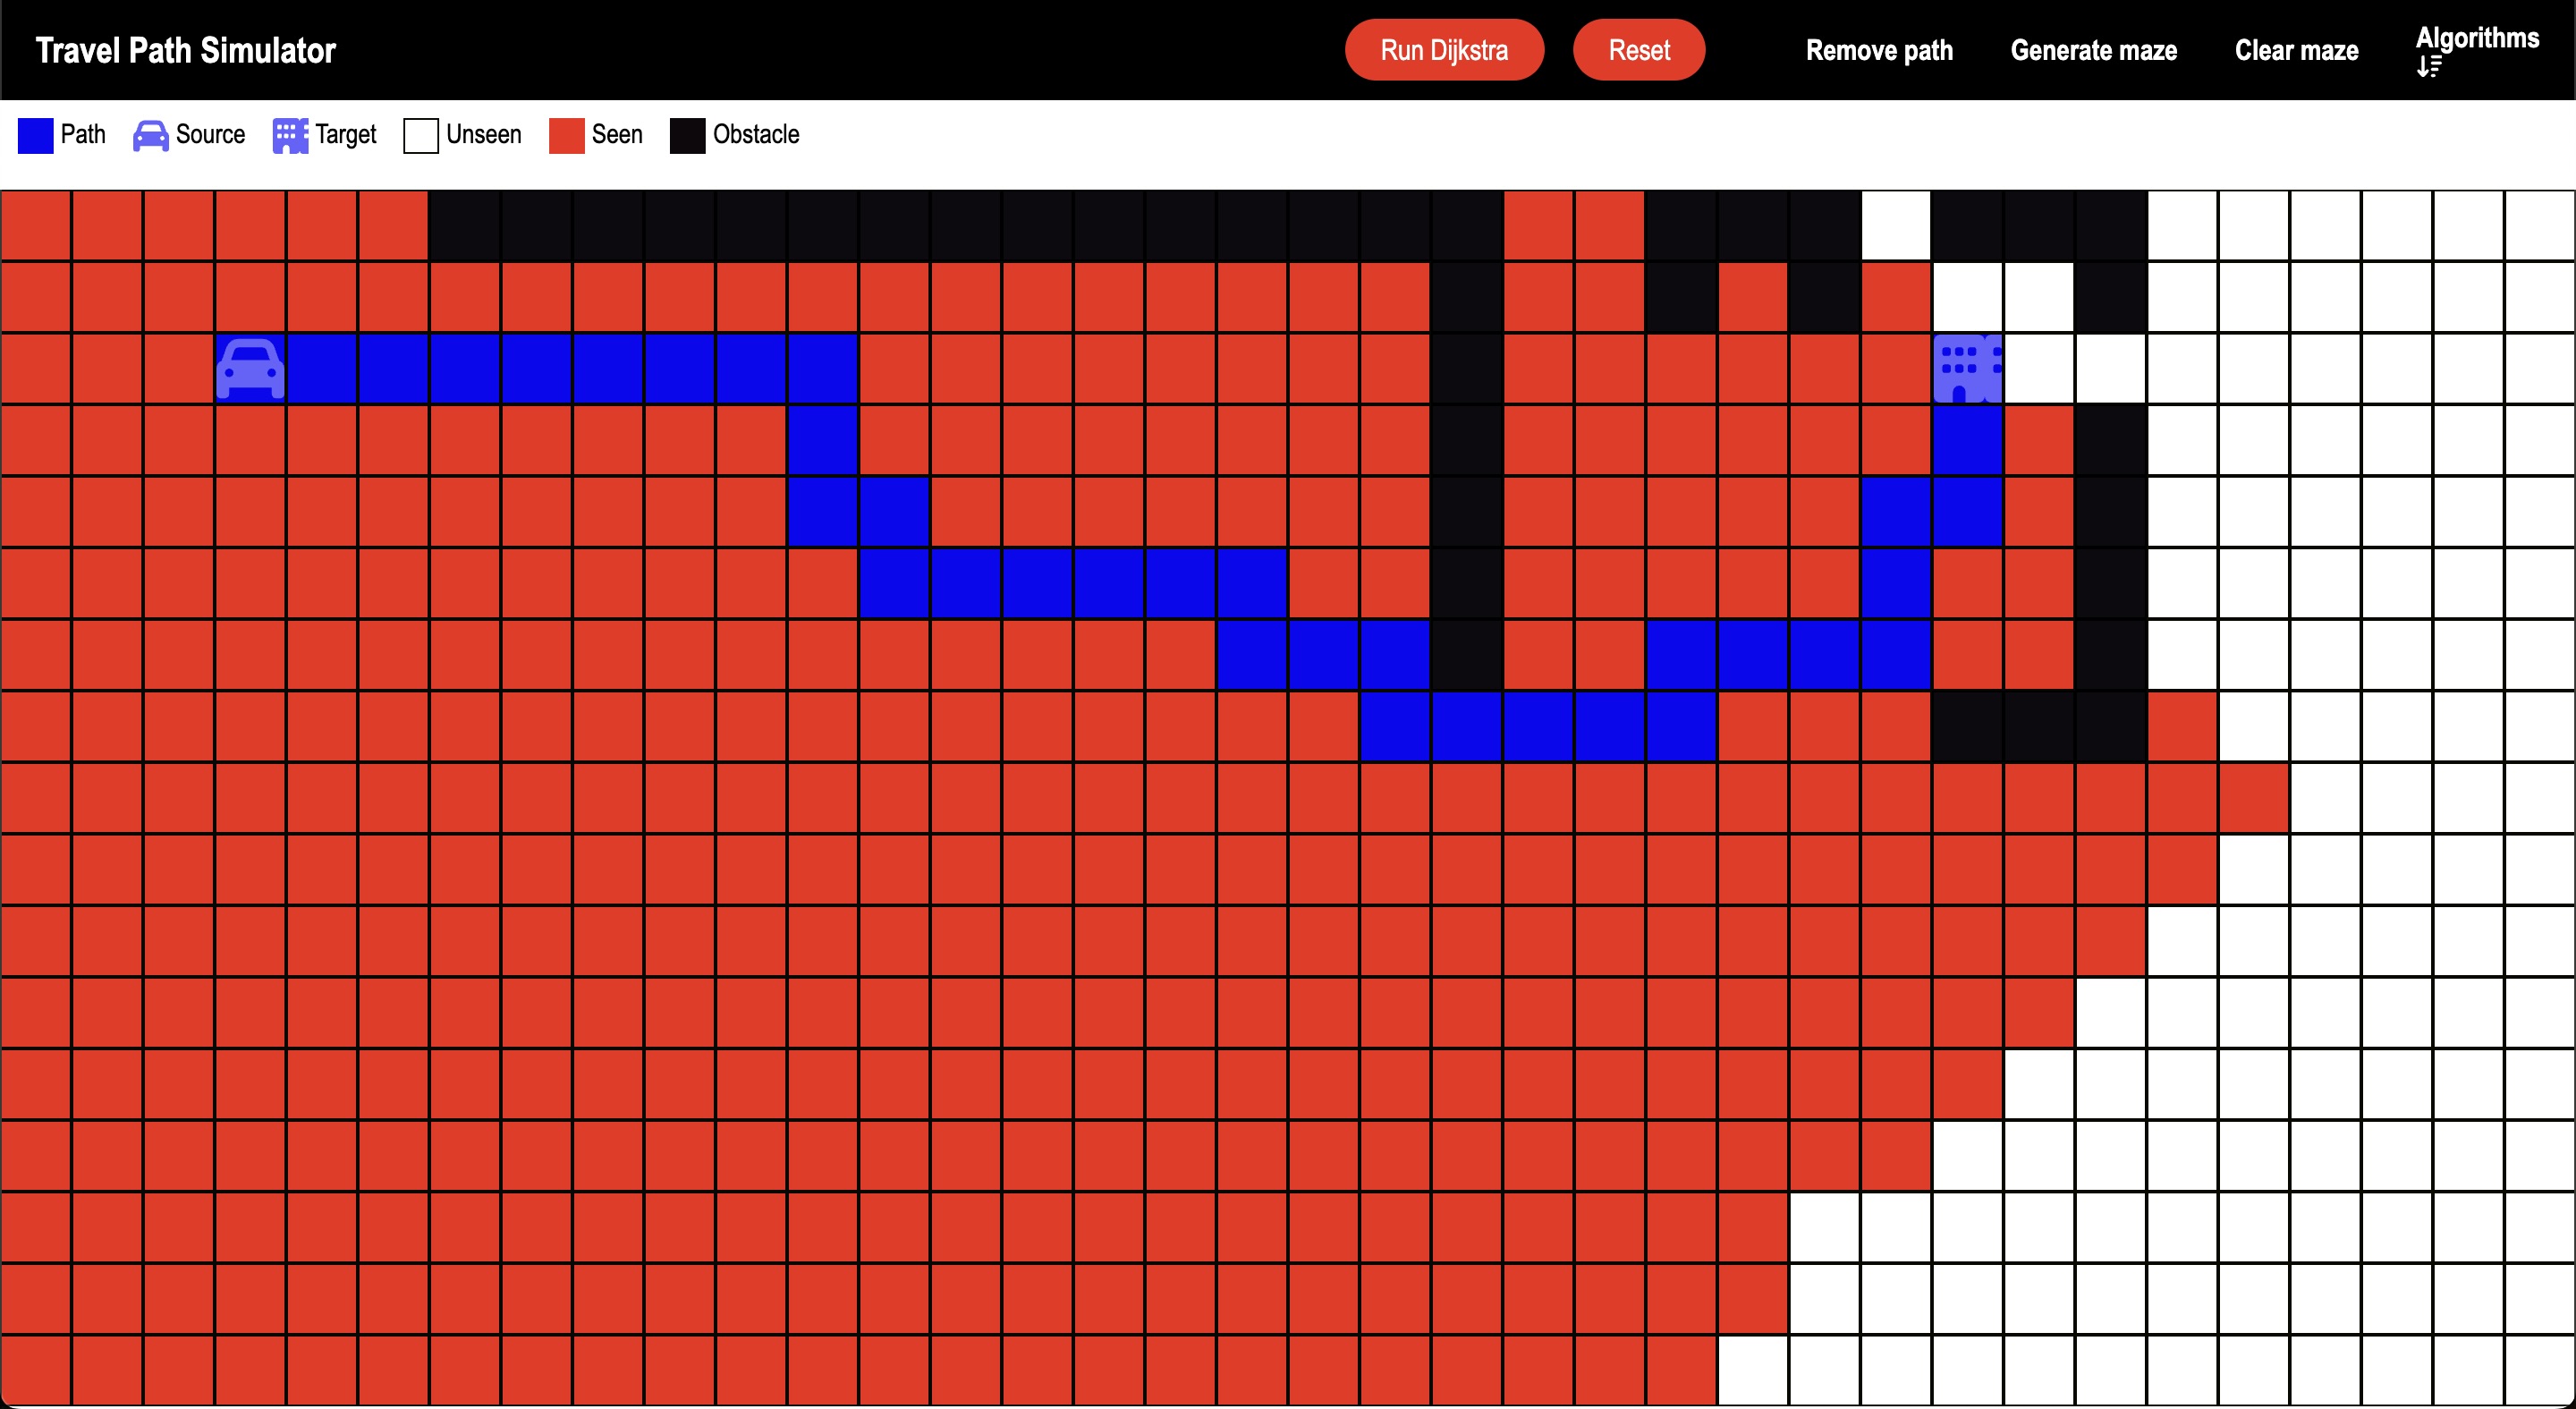 Travel Path Simulator
Run Dijkstra
Reset
Remove path
Generate maze
Clear maze
Algorithms
Path
Source
Target
Unseen
Seen
Obstacle